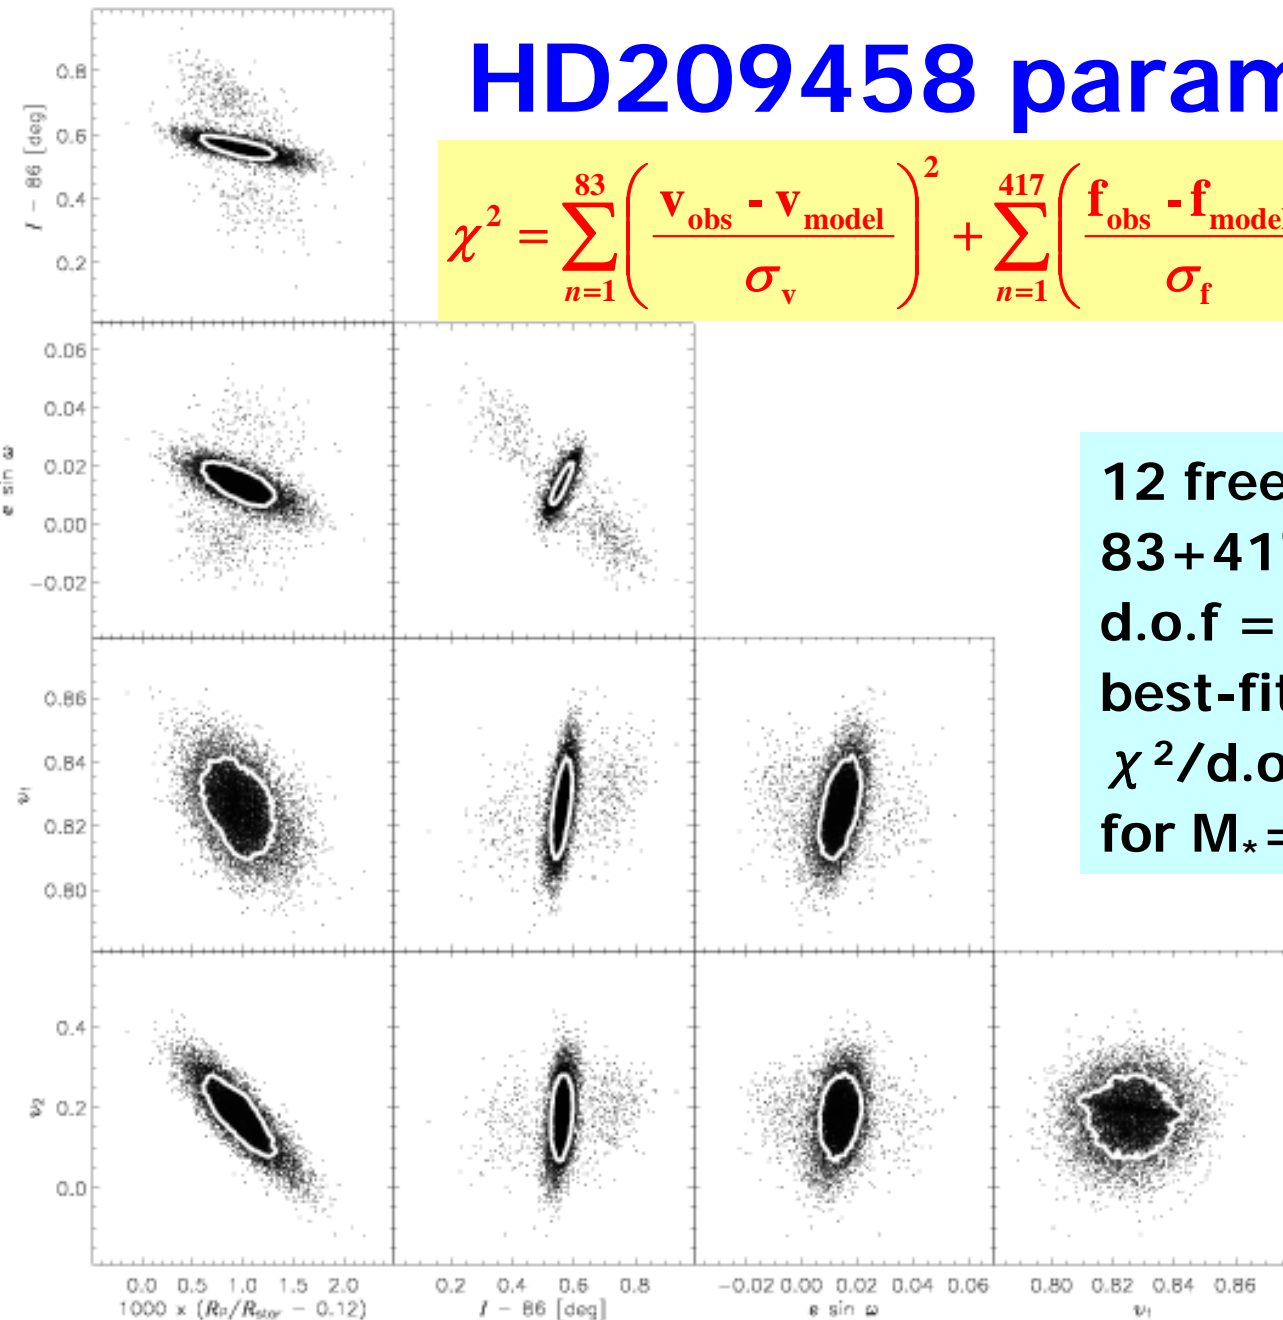 HD209458 param
χ² = Σ_{n=1}^{83} ( (v_obs - v_model) / σ_v )² + Σ_{n=1}^{417} ( (f_obs - f_model) / σ_f
12 free
83+417
d.o.f =
best-fit
χ²/d.o
for M*=
I - 86 [deg]
0.8
0.6
0.4
0.2
e sin ω
0.06
0.04
0.02
0.00
-0.02
υ₁
0.86
0.84
0.82
0.80
υ₂
0.4
0.2
0.0
0.0 0.5 1.0 1.5 2.0
1000 x (Rp/Rstar - 0.12)
0.2 0.4 0.6 0.8
I - 86 [deg]
-0.02 0.00 0.02 0.04 0.06
e sin ω
0.80 0.82 0.84 0.86
υ₁